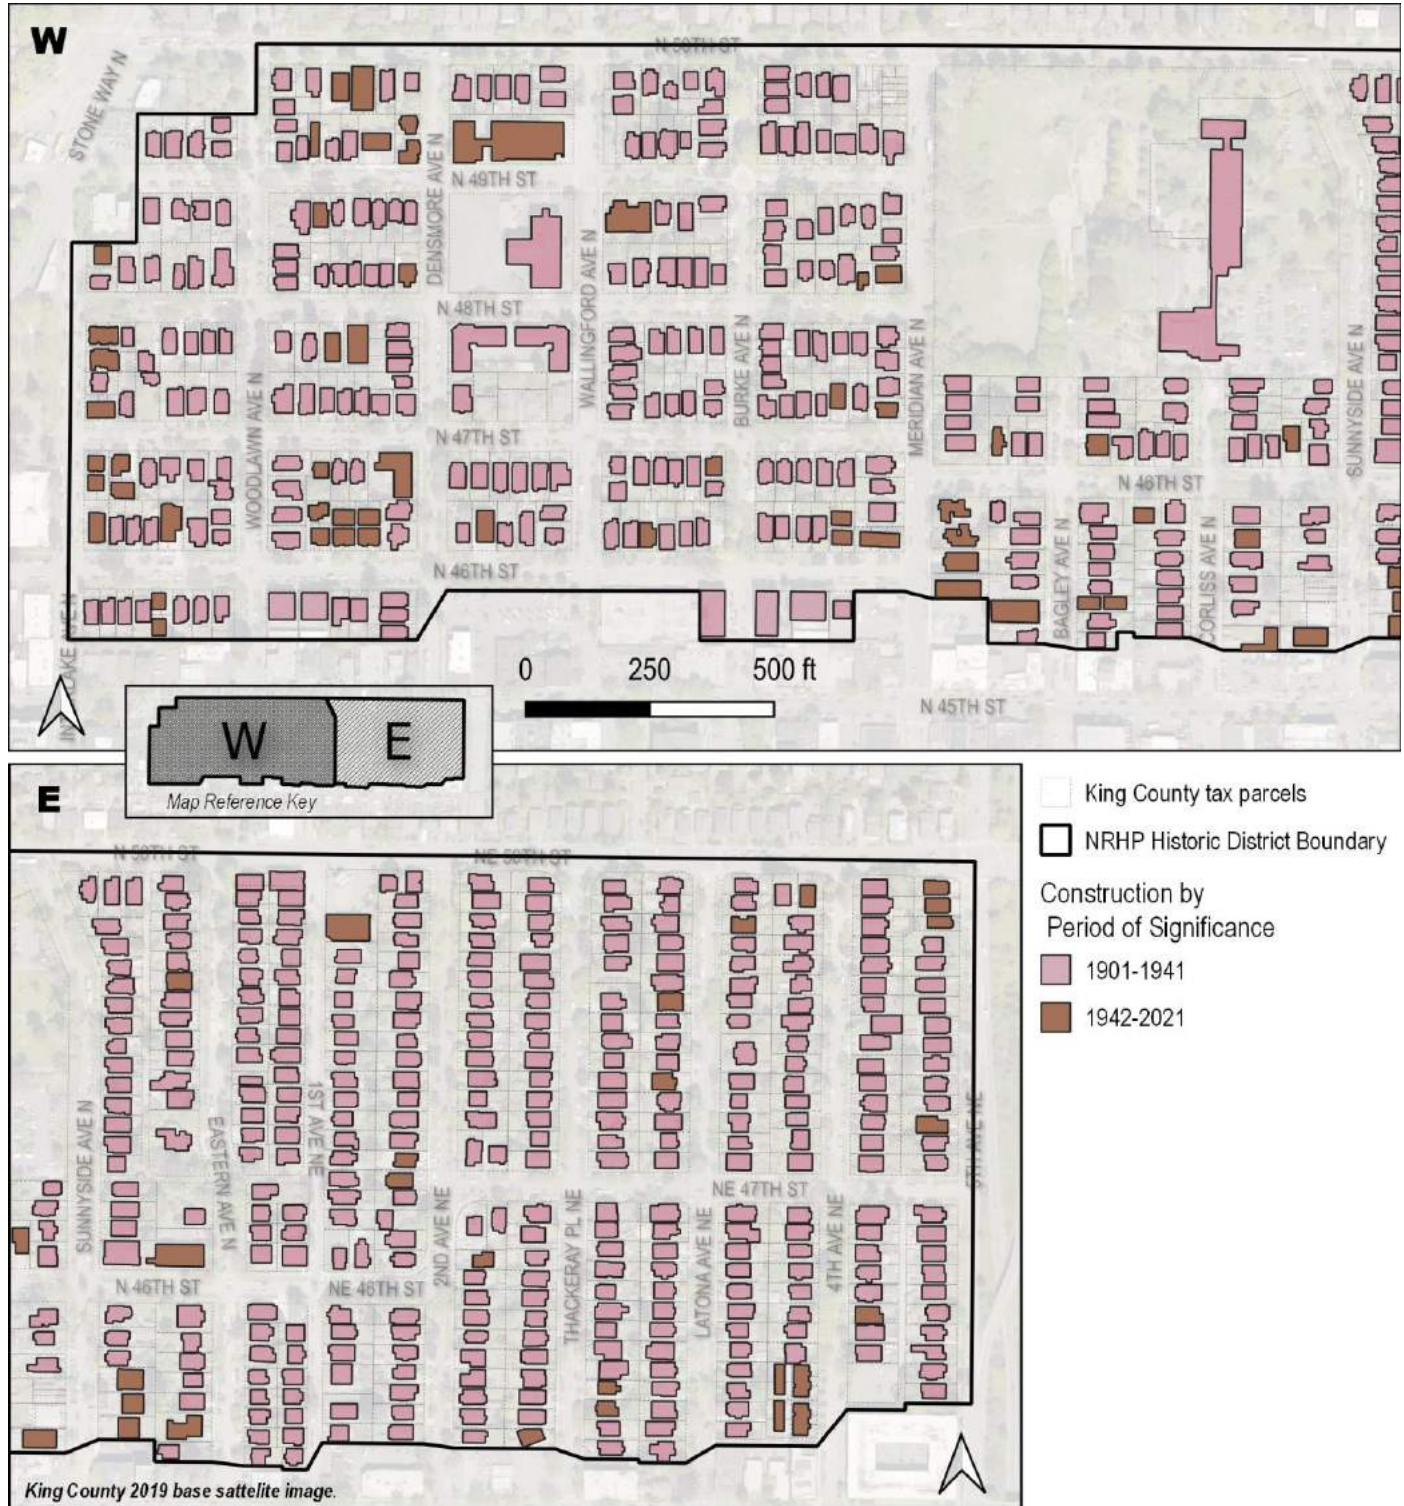 W
N 50TH ST
STONE WAY N
DENSMORE AVE N
N 49TH ST
WALLINGFORD AVE N
N 48TH ST
BURKE AVE N
MERIDIAN AVE N
WOODLAWN AVE N
N 47TH ST
SUNNYSIDE AVE N
N 46TH ST
BAGLEY AVE N
CORLISS AVE N
N 46TH ST
0 250 500 ft
N 45TH ST
W E
Map Reference Key
E
N 50TH ST
NE 50TH ST
King County tax parcels
NRHP Historic District Boundary
Construction by
Period of Significance
1901-1941
1942-2021
SUNNYSIDE AVE N
EASTERN AVE N
1ST AVE NE
2ND AVE NE
THACKERAY PL NE
LATONA AVE NE
NE 47TH ST
4TH AVE NE
5TH AVE NE
N 46TH ST
NE 46TH ST
King County 2019 base sattelite image.